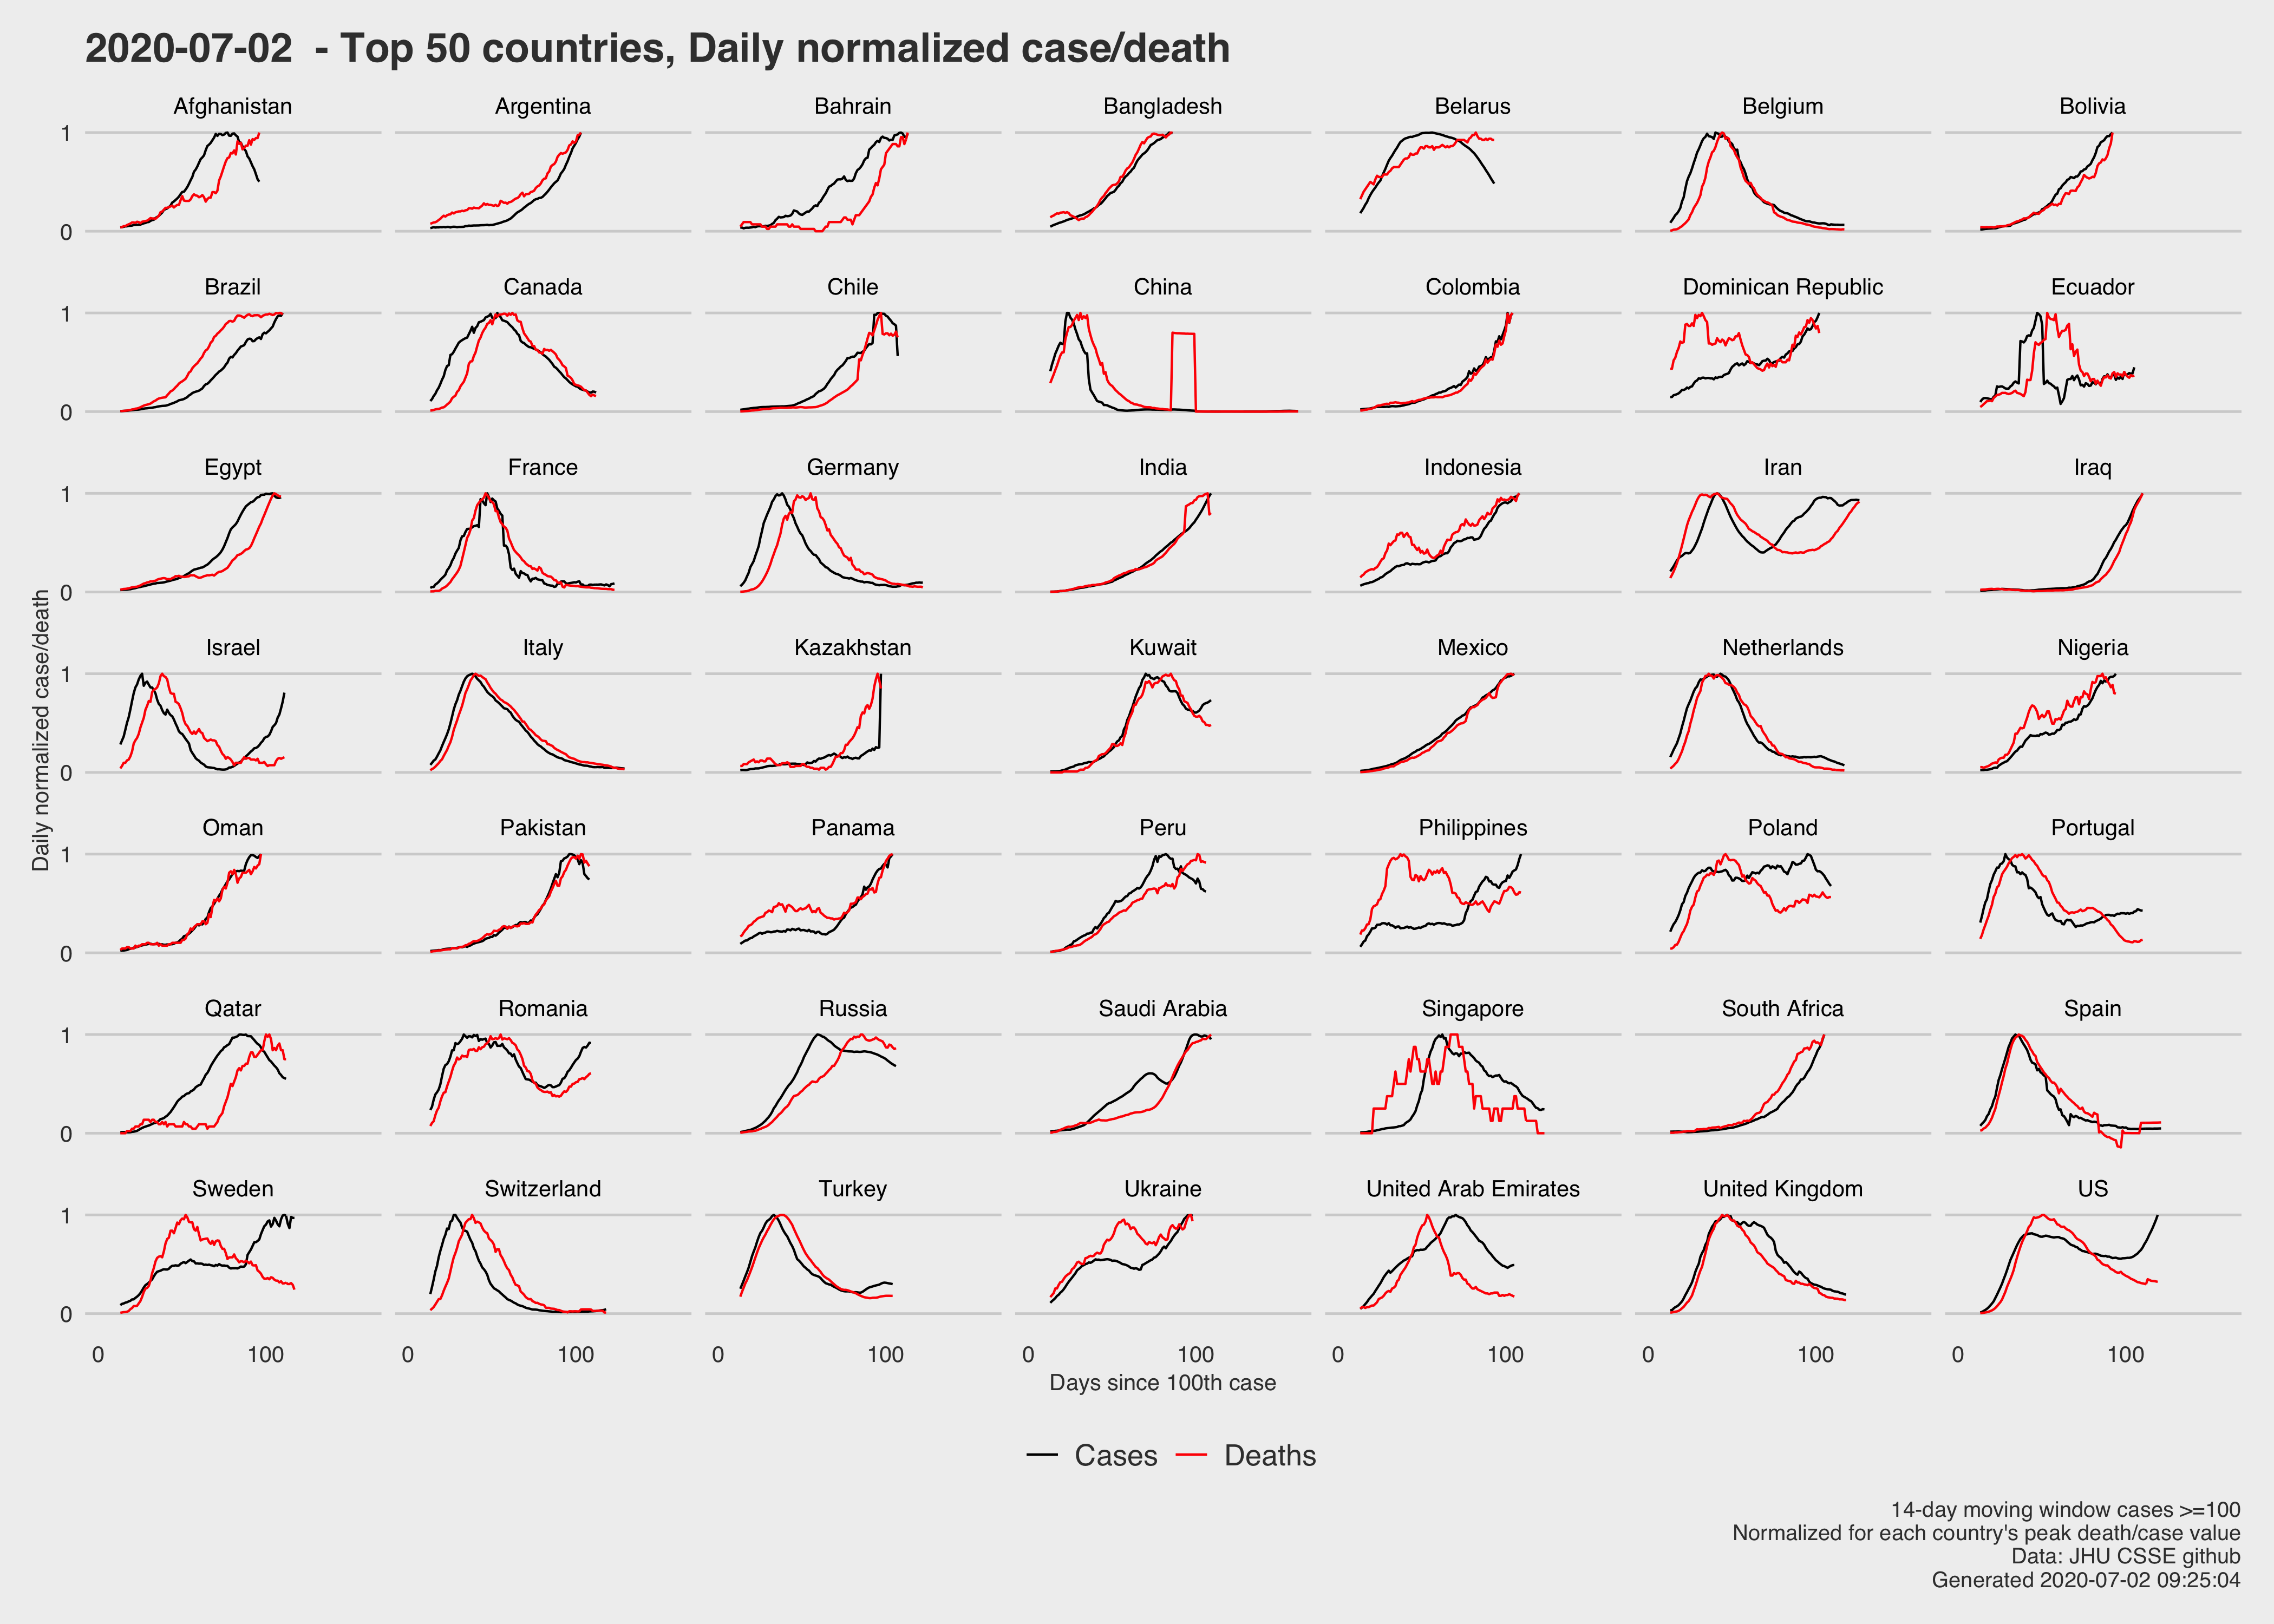 2020-07-02  - Top 50 countries, Daily normalized case/death
Afghanistan Argentina Bahrain Bangladesh Belarus Belgium Bolivia
1
0
Brazil Canada Chile China Colombia Dominican Republic Ecuador
1
0
Egypt France Germany India Indonesia Iran Iraq
1
0
Israel Italy Kazakhstan Kuwait Mexico Netherlands Nigeria
1
0
Oman Pakistan Panama Peru Philippines Poland Portugal
1
0
Qatar Romania Russia Saudi Arabia Singapore South Africa Spain
1
0
Sweden Switzerland Turkey Ukraine United Arab Emirates United Kingdom US
1
0
Daily normalized case/death
0 100 0 100 0 100 0 100 0 100 0 100 0 100
Days since 100th case
Cases Deaths
14-day moving window cases >=100
Normalized for each country's peak death/case value
Data: JHU CSSE github
Generated 2020-07-02 09:25:04